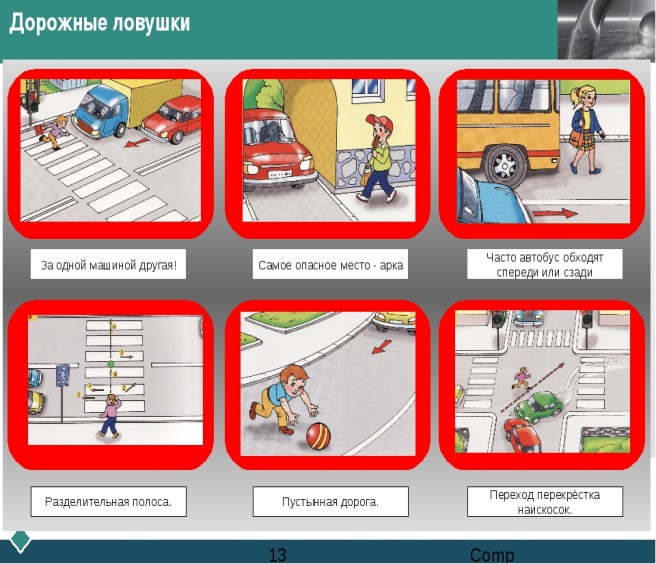 Дорожные ловушки
За одной машиной другая!
Самое опасное место - арка
Часто автобус обходят
спереди или сзади
Разделительная полоса.
Пустынная дорога.
Переход перекрёстка
наискосок.
13
Comp